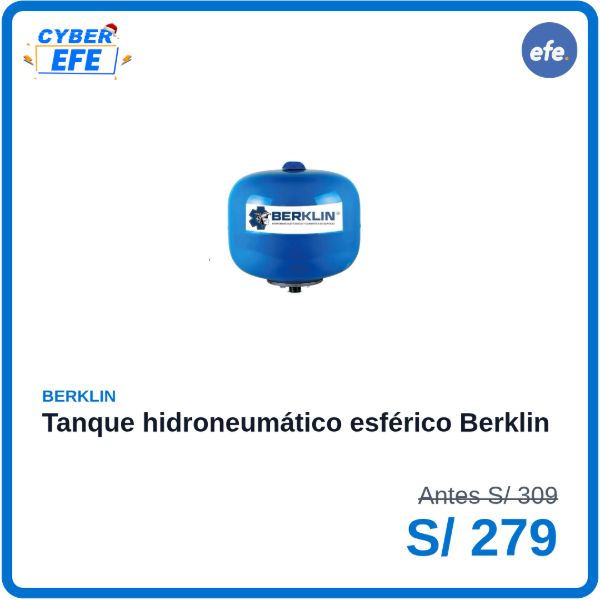 CYBER
EFE
efe.
BERKLIN®
BERKLIN
Tanque hidroneumático esférico Berklin
Antes S/ 309
S/ 279